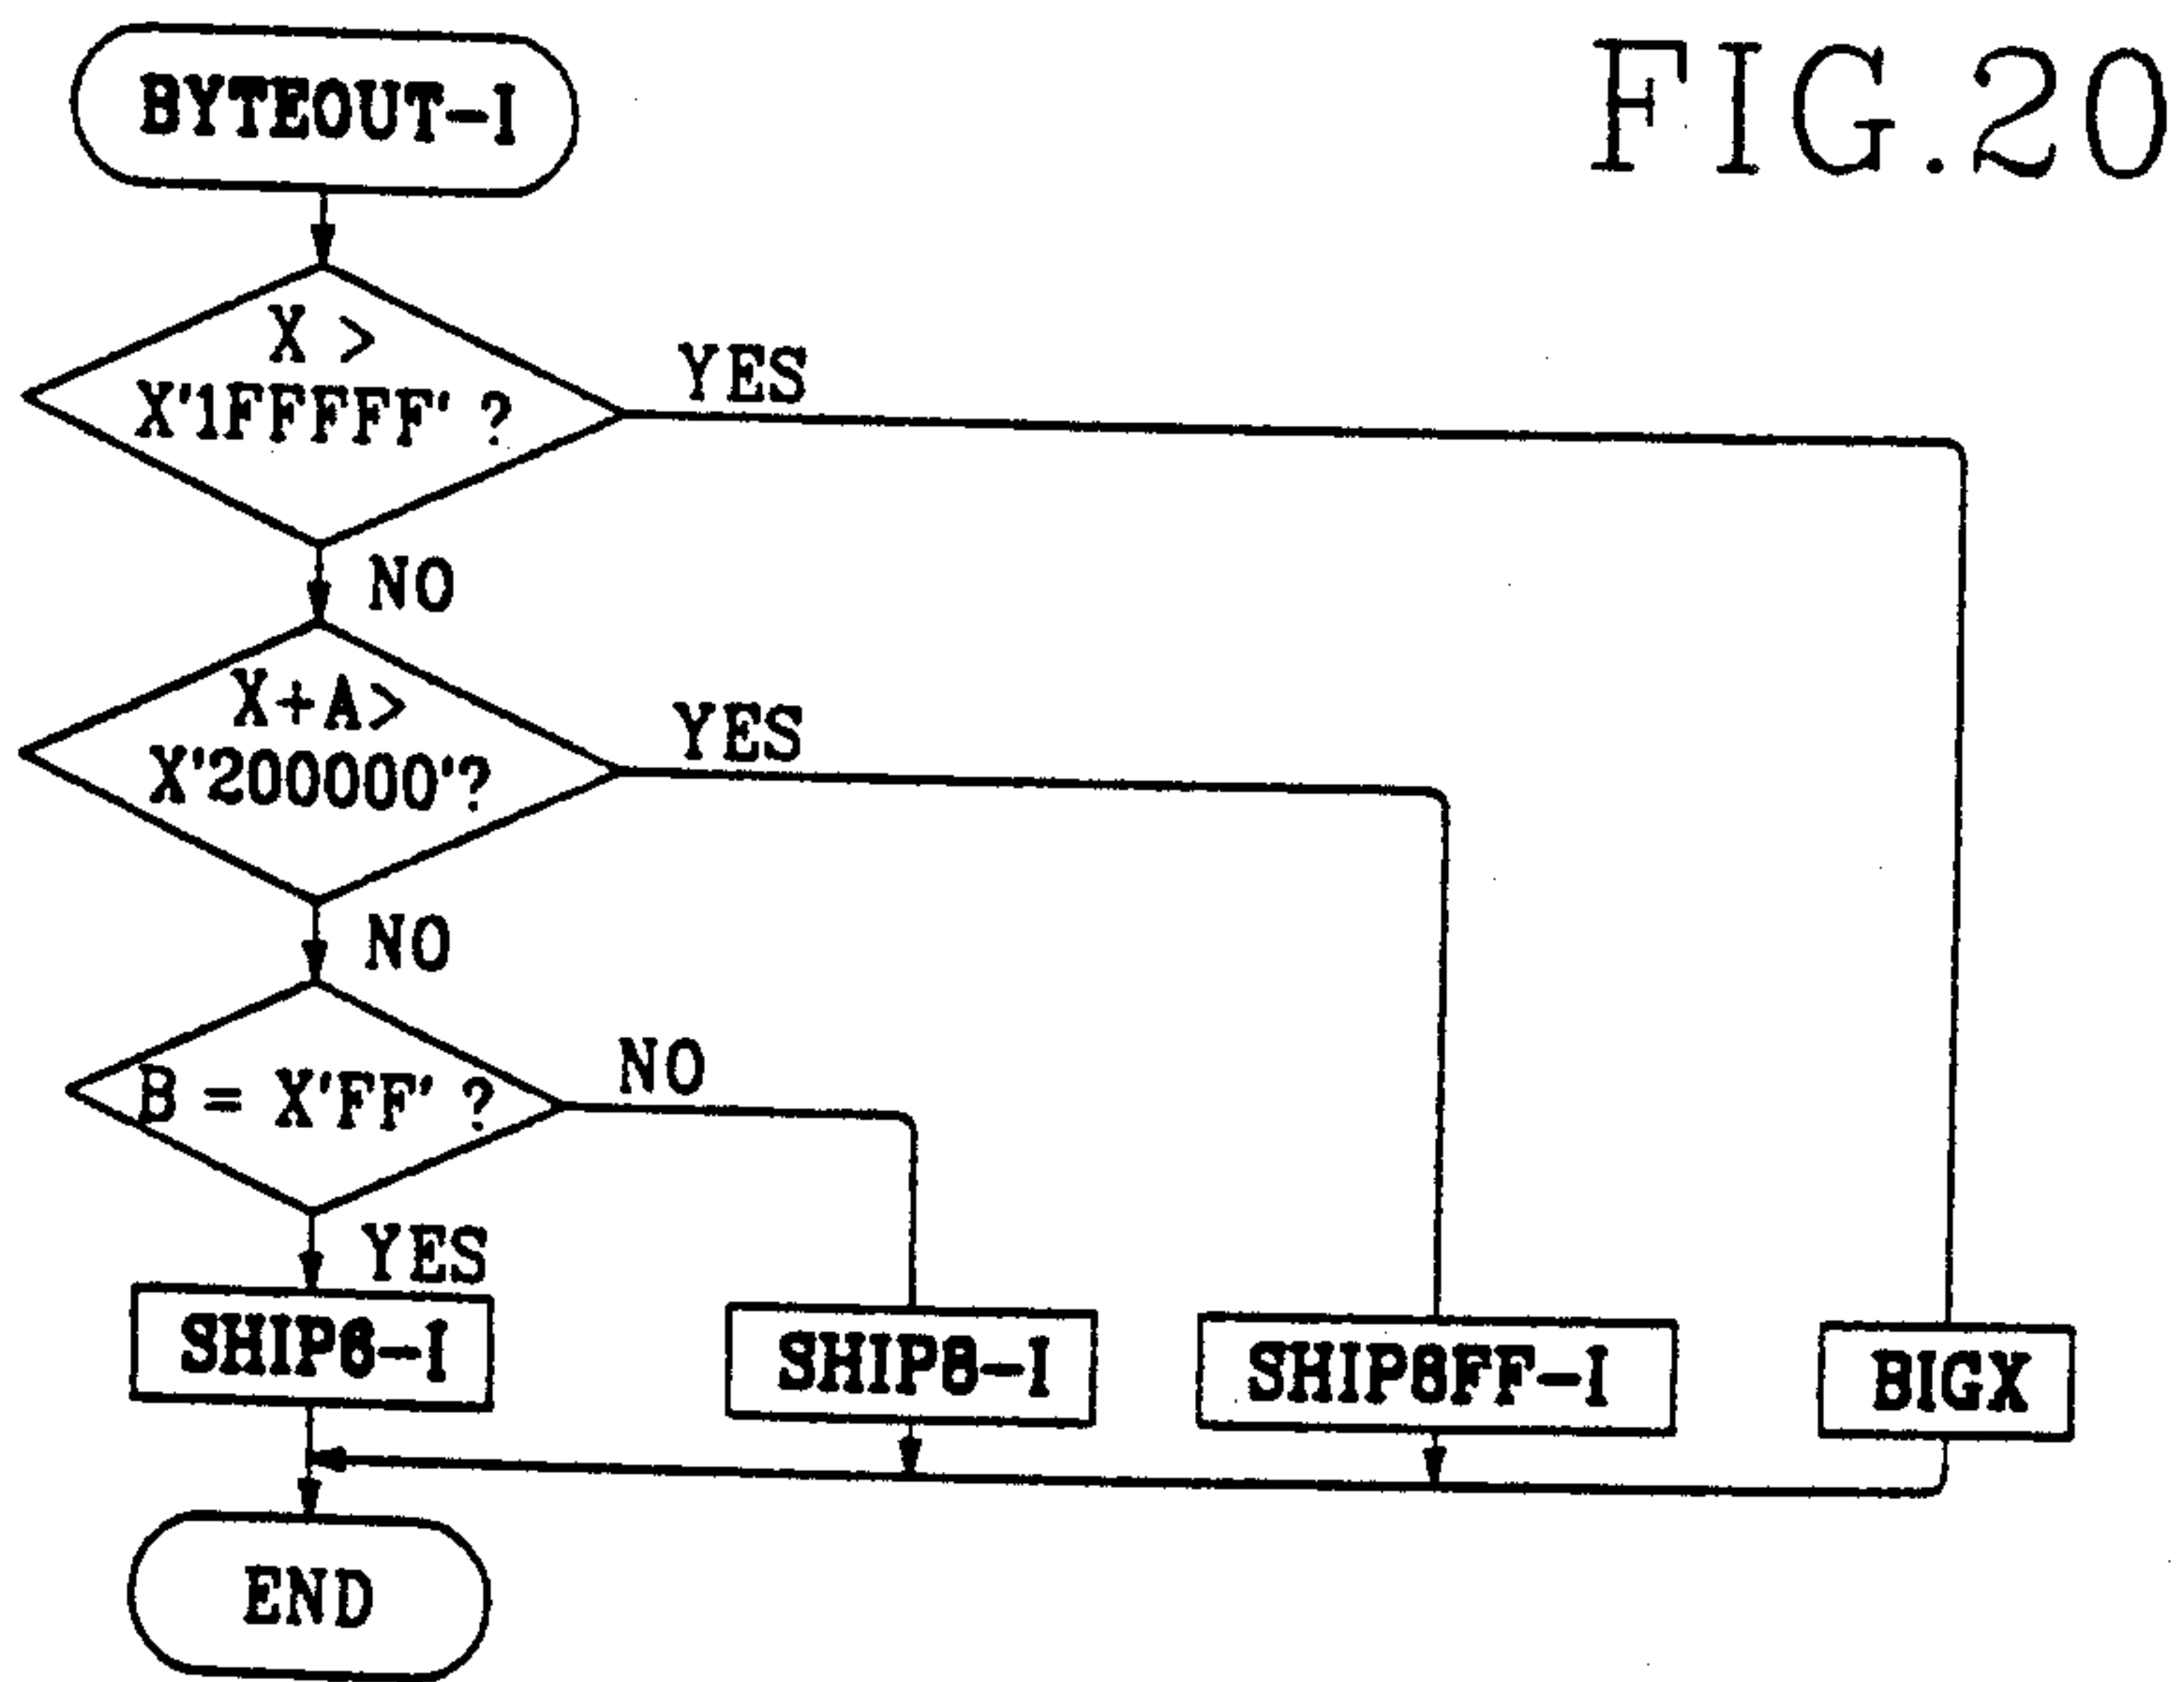 FIG.20
BYTEOUT-I
X >
X'1FFFFF' ?
YES
NO
X+A>
X'200000'?
YES
NO
B = X'FF' ?
NO
YES
SHIP6-I
SHIP8-I
SHIP8FF-I
BIGX
END